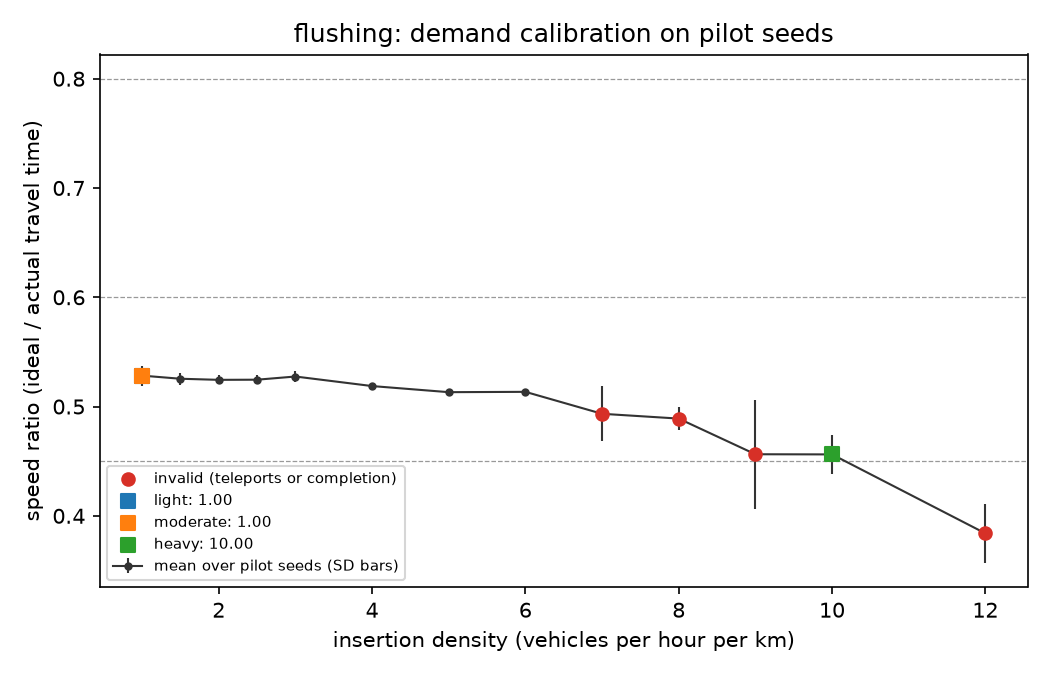 flushing: demand calibration on pilot seeds
speed ratio (ideal / actual travel time)
0.8
0.7
0.6
0.5
0.4
invalid (teleports or completion)
light: 1.00
moderate: 1.00
heavy: 10.00
mean over pilot seeds (SD bars)
2 4 6 8 10 12
insertion density (vehicles per hour per km)